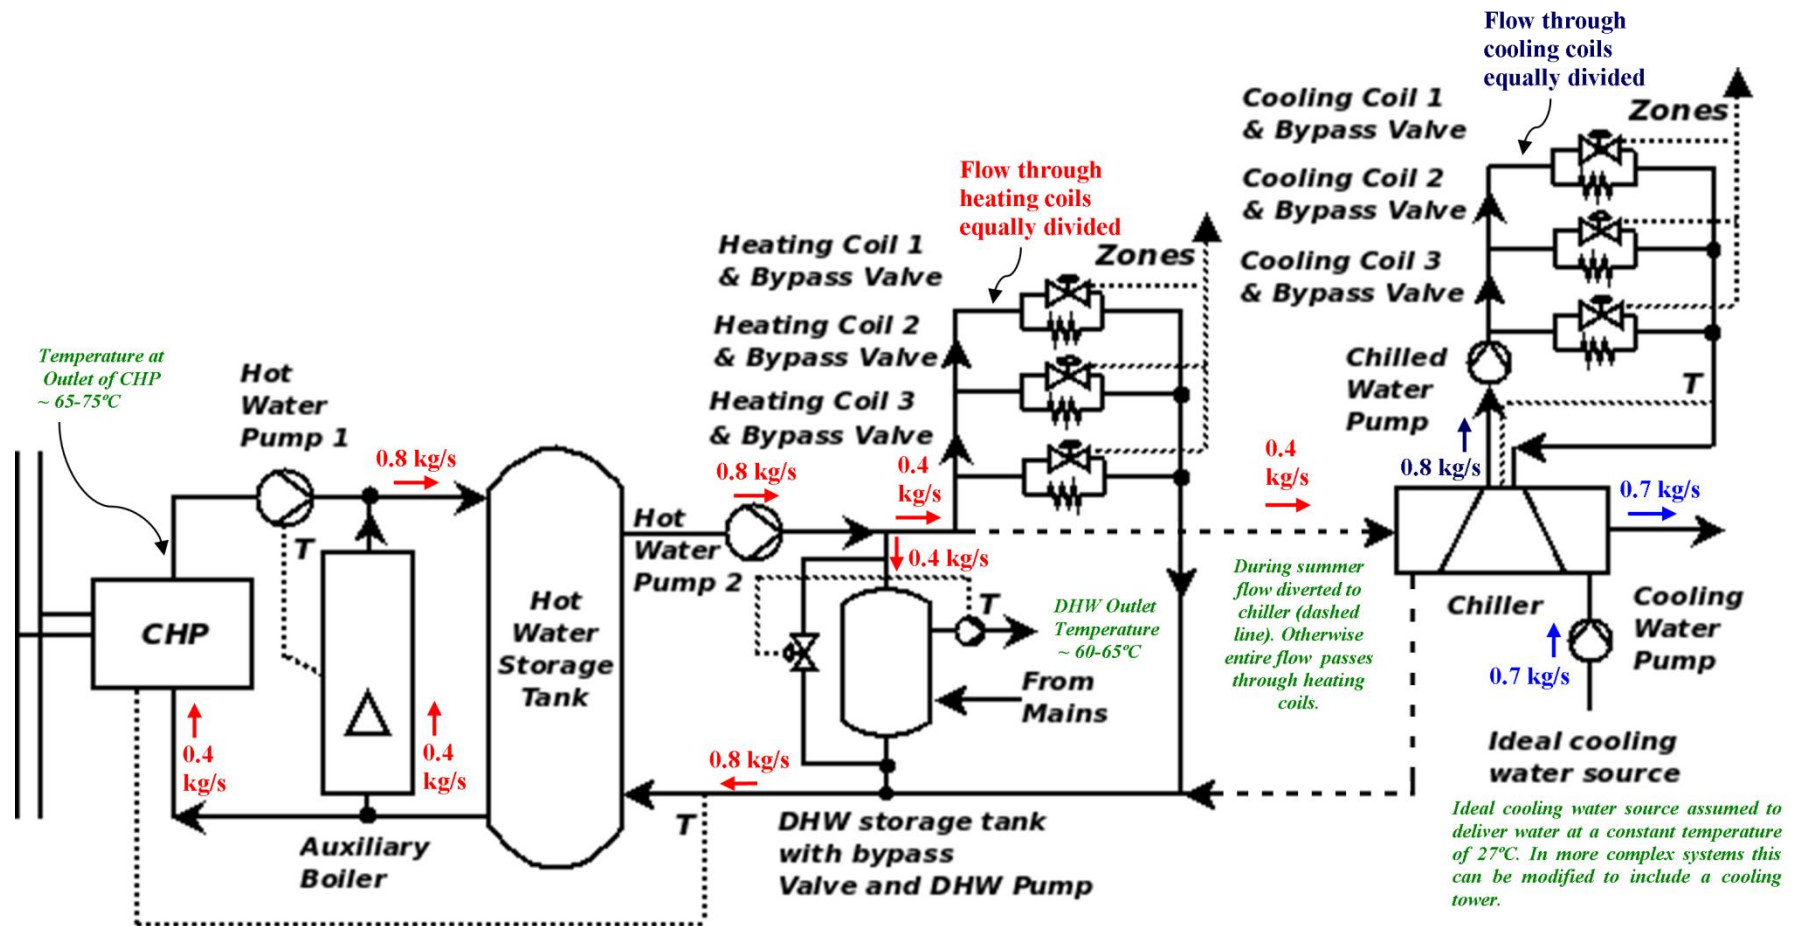 Flow through
cooling coils
equally divided
Cooling Coil 1
& Bypass Valve
Zones
Cooling Coil 2
& Bypass Valve
Cooling Coil 3
& Bypass Valve
Flow through
heating coils
equally divided
Heating Coil 1
& Bypass Valve
Zones
Heating Coil 2
& Bypass Valve
Heating Coil 3
& Bypass Valve
Chilled
Water
Pump
T
Temperature at
Outlet of CHP
~ 65-75ºC
Hot
Water
Pump 1
0.8 kg/s
0.8 kg/s
0.4
kg/s
0.4
kg/s
0.8 kg/s
0.7 kg/s
T
Hot
Water
Pump 2
0.4 kg/s
CHP
Hot
Water
Storage
Tank
T
DHW Outlet
Temperature
~ 60-65ºC
During summer
flow diverted to
chiller (dashed
line). Otherwise
entire flow passes
through heating
coils.
Chiller
Cooling
Water
Pump
0.7 kg/s
From
Mains
0.4
kg/s
0.4
kg/s
0.8 kg/s
Ideal cooling
water source
T
Auxiliary
Boiler
DHW storage tank
with bypass
Valve and DHW Pump
Ideal cooling water source assumed to
deliver water at a constant temperature
of 27ºC. In more complex systems this
can be modified to include a cooling
tower.